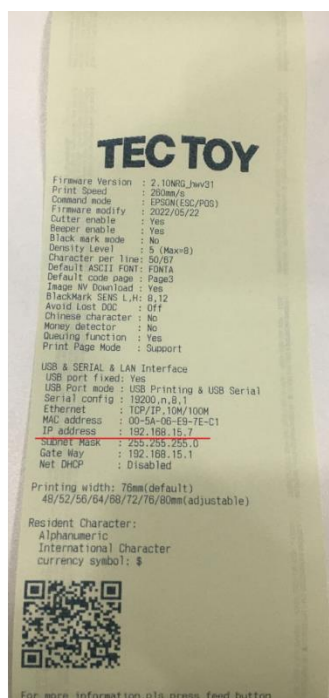 TEC TOY
Firmware Version : 2.10NRG_hwv31
Print Speed : 260mm/s
Command mode : EPSON(ESC/POS)
Firmware modify : 2022/05/22
Cutter enable : Yes
Beeper enable : Yes
Black mark mode : No
Density Level : 5 (Max=8)
Character per line: 50/67
Default ASCII FONT: FONTA
Default code page : Page3
Image NV Download : Yes
BlackMark SENS L,H: 8,12
Avoid Lost DOC : Off
Chinese character : No
Money detector : No
Queuing function : Yes
Print Page Mode : Support
USB & SERIAL & LAN Interface
USB port fixed: Yes
USB Port mode : USB Printing & USB Serial
Serial config : 19200,n,8,1
Ethernet : TCP/IP,10M/100M
MAC address : 00-5A-06-E9-7E-C1
IP address : 192.168.15.7
Subnet Mask : 255.255.255.0
Gate Way : 192.168.15.1
Net DHCP : Disabled
Printing width: 76mm(default)
48/52/56/64/68/72/76/80mm(adjustable)
Resident Character:
Alphanumeric
International Character
currency symbol: $
For more information pls press feed button